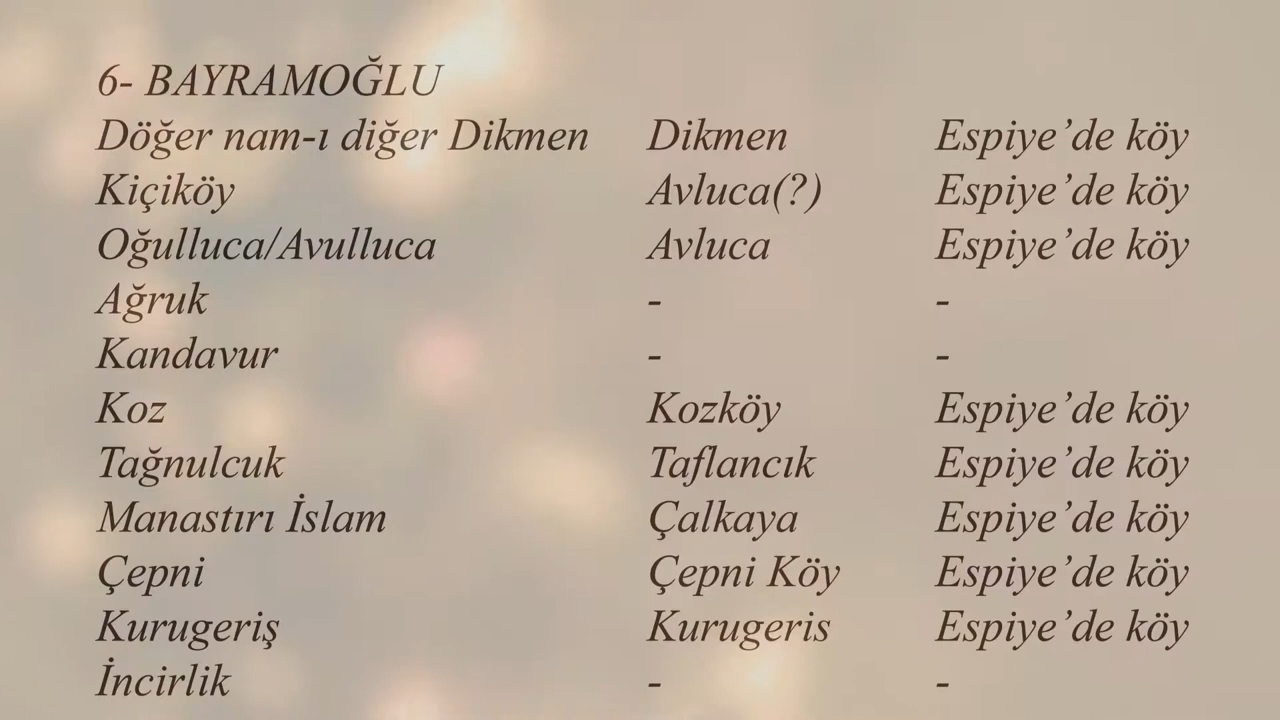 6- BAYRAMOĞLU
Döğer nam-ı diğer Dikmen Dikmen Espiye’de köy
Kiçiköy Avluca(?) Espiye’de köy
Oğulluca/Avulluca Avluca Espiye’de köy
Ağruk - -
Kandavur - -
Koz Kozköy Espiye’de köy
Tağnulcuk Taflancık Espiye’de köy
Manastırı İslam Çalkaya Espiye’de köy
Çepni Çepni Köy Espiye’de köy
Kurugeriş Kurugeris Espiye’de köy
İncirlik - -